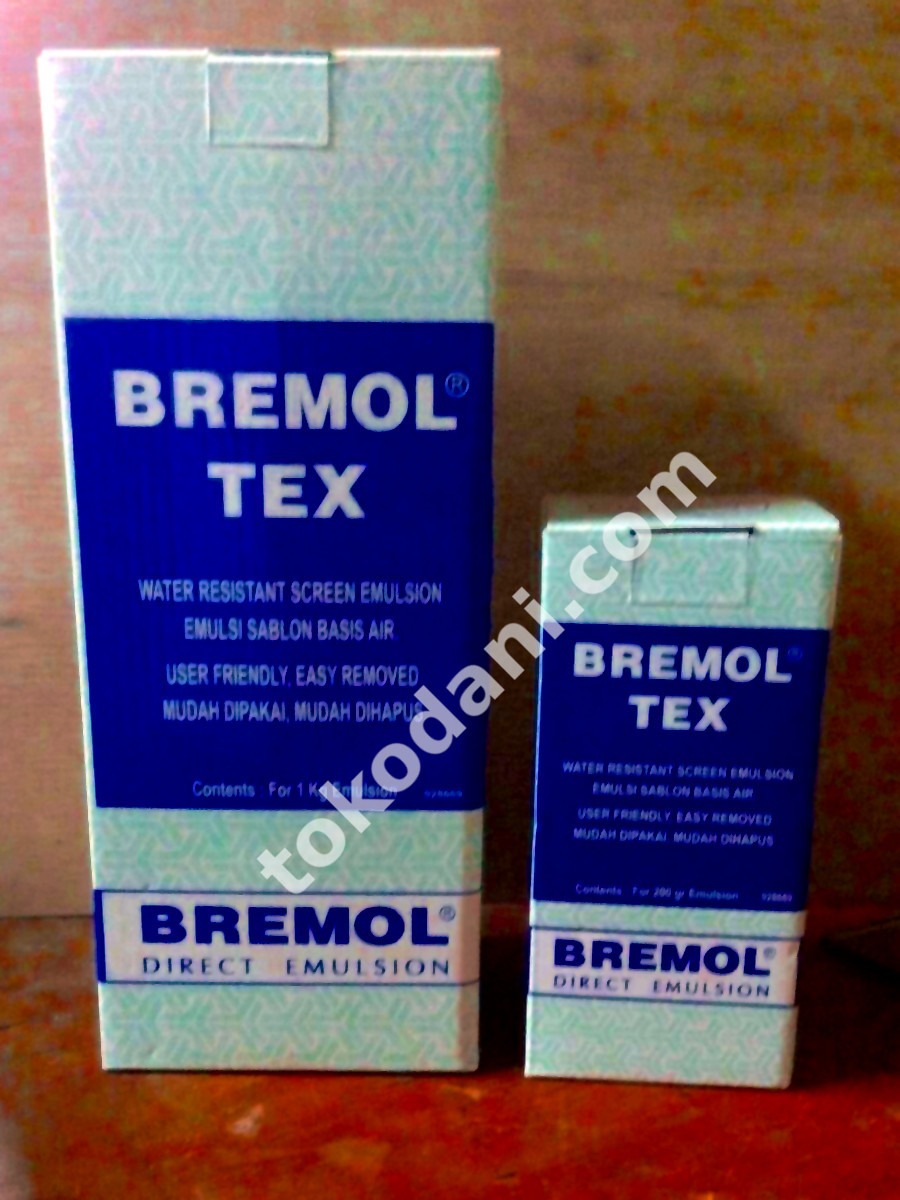 BREMOL®
TEX
WATER RESISTANT SCREEN EMULSION
EMULSI SABLON BASIS AIR
USER FRIENDLY, EASY REMOVED
MUDAH DIPAKAI, MUDAH DIHAPUS
Contents : For 1 Kg Emulsion
BREMOL®
DIRECT EMULSION
BREMOL®
TEX
WATER RESISTANT SCREEN EMULSION
EMULSI SABLON BASIS AIR
USER FRIENDLY, EASY REMOVED
MUDAH DIPAKAI, MUDAH DIHAPUS
Contents : For gr Emulsion
BREMOL®
DIRECT EMULSION
tokodani.com